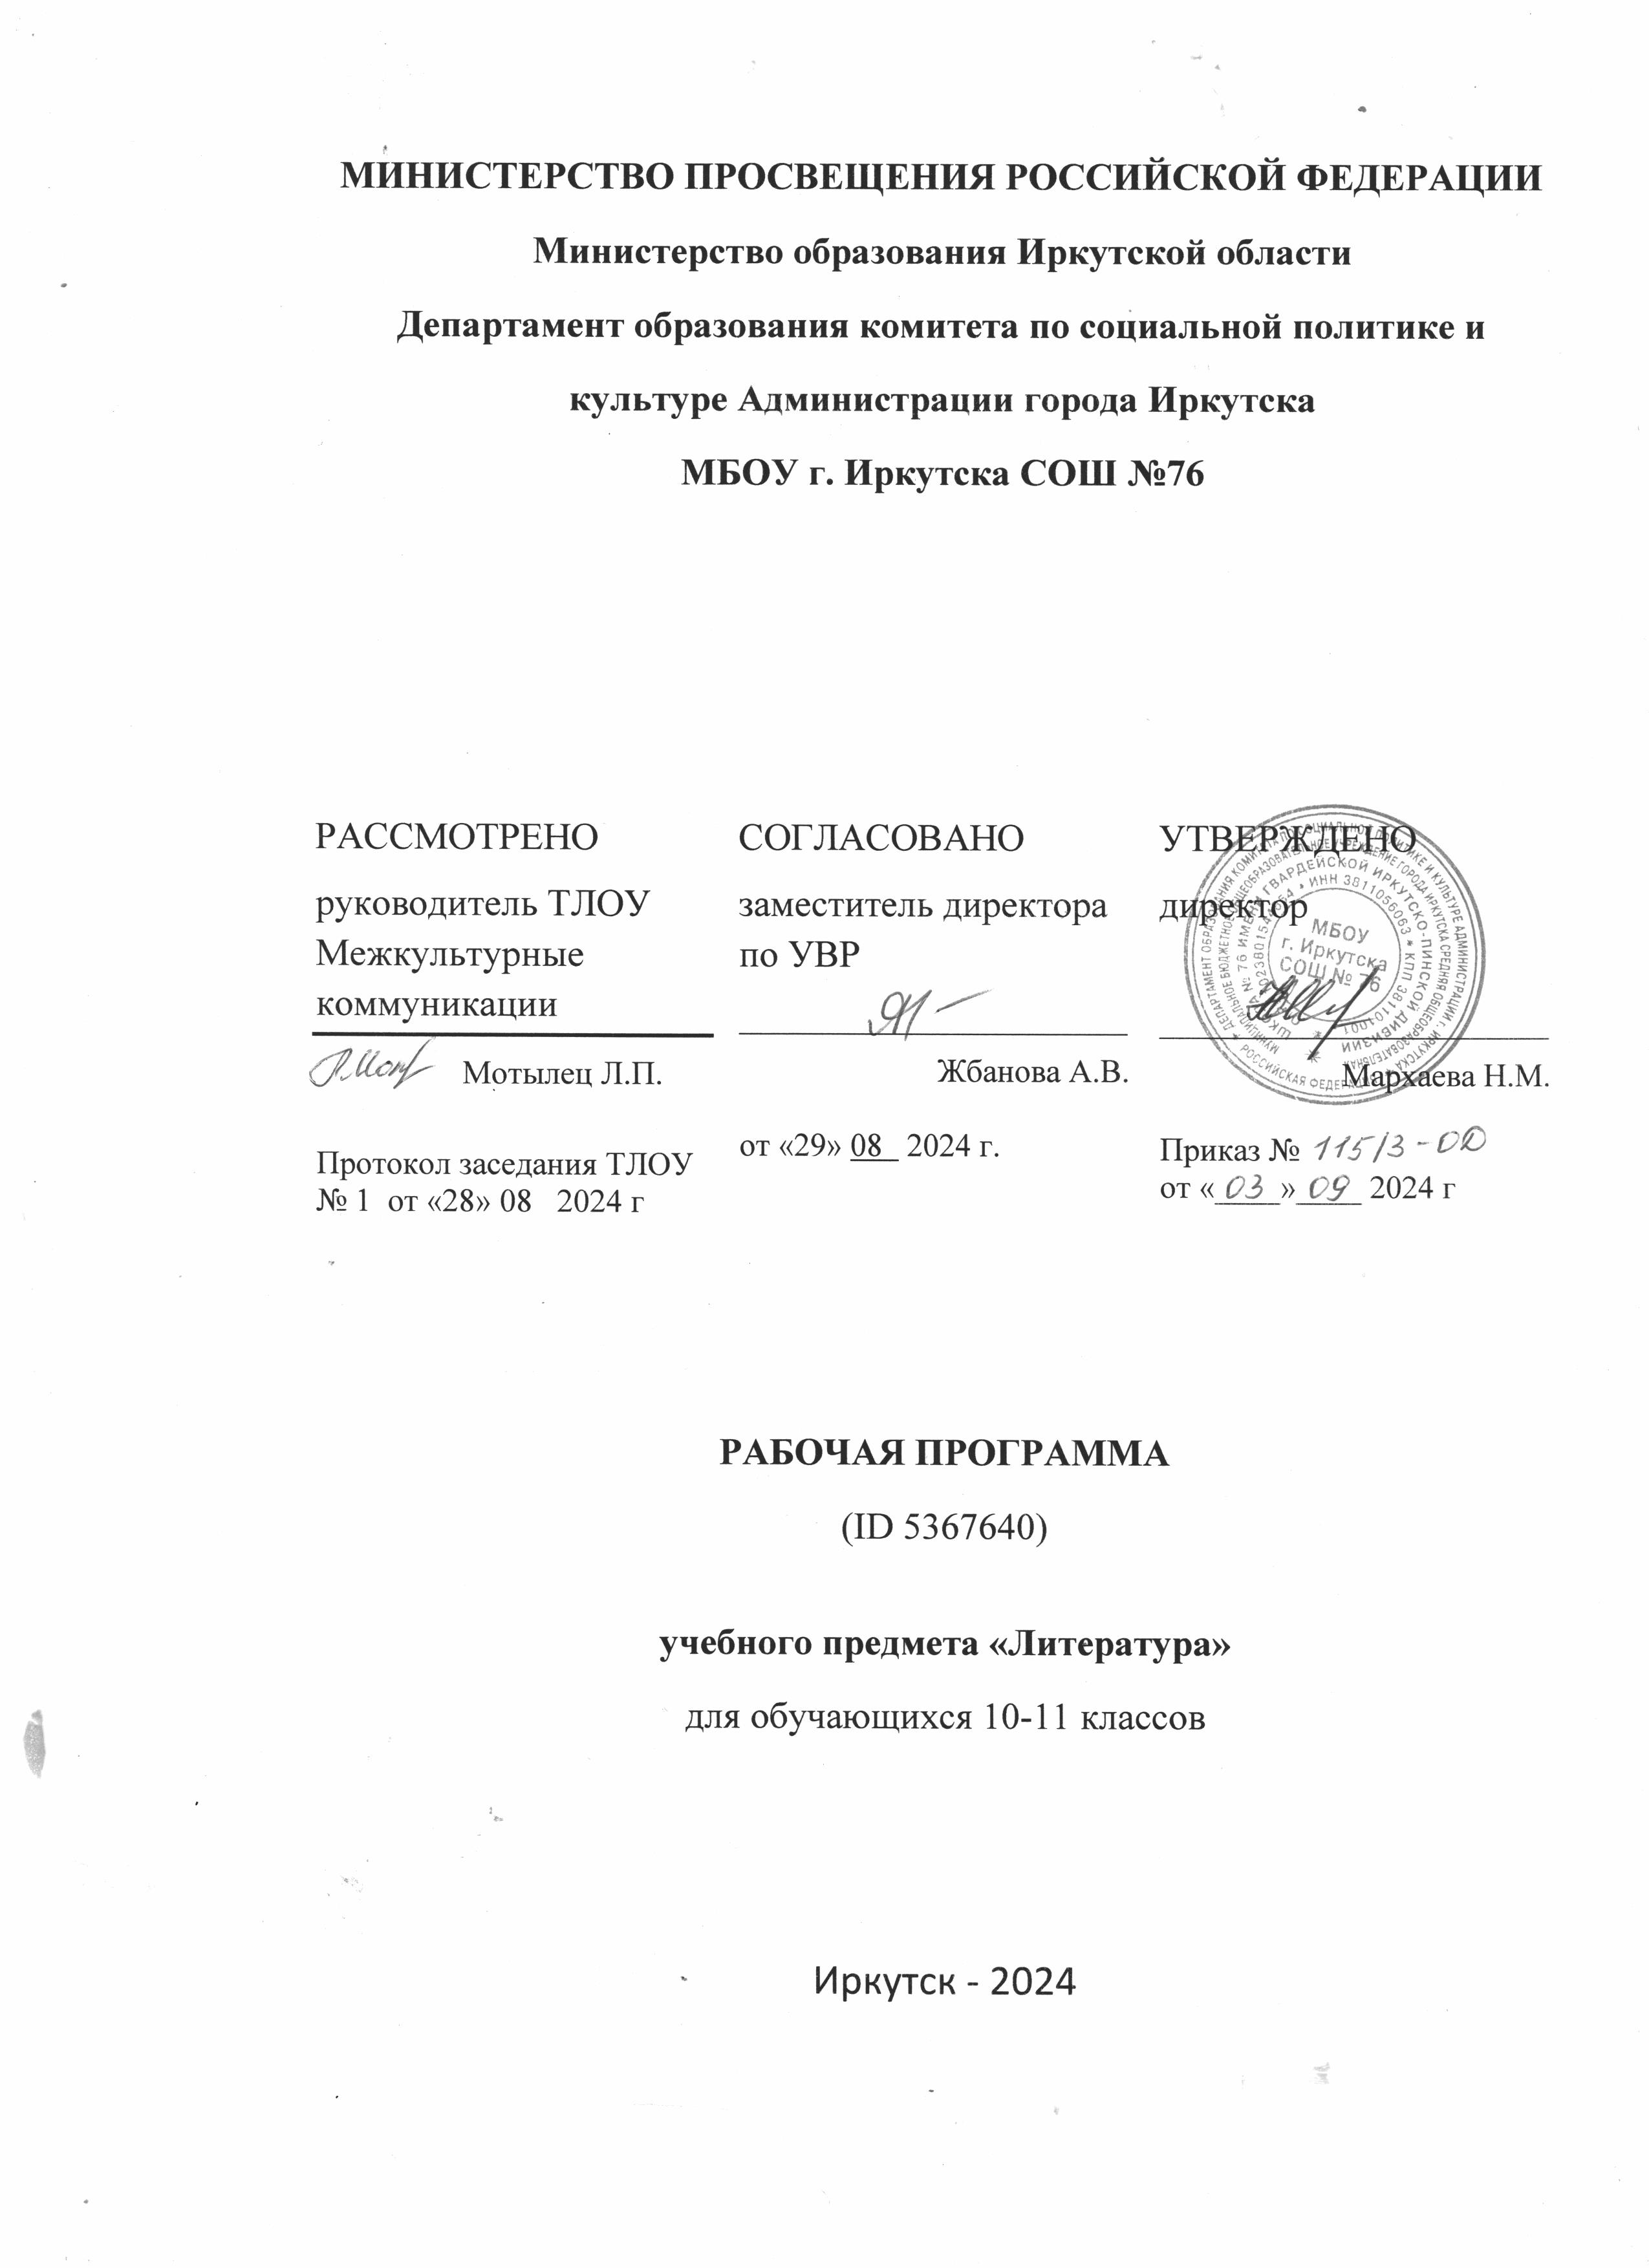 МИНИСТЕРСТВО ПРОСВЕЩЕНИЯ РОССИЙСКОЙ ФЕДЕРАЦИИ
Министерство образования Иркутской области
Департамент образования комитета по социальной политике и
культуре Администрации города Иркутска
МБОУ г. Иркутска СОШ №76
РАССМОТРЕНО
руководитель ТЛОУ
Межкультурные
коммуникации
Мотылец Л.П.
Протокол заседания ТЛОУ
№ 1 от «28» 08 2024 г
СОГЛАСОВАНО
заместитель директора
по УВР
Жбанова А.В.
от «29» 08 2024 г.
УТВЕРЖДЕНО
директор
МБОУ
г. Иркутска
СОШ № 76
Мархаева Н.М.
Приказ № 115/3-ОД
от «03» 09 2024 г
РАБОЧАЯ ПРОГРАММА
(ID 5367640)
учебного предмета «Литература»
для обучающихся 10-11 классов
Иркутск - 2024